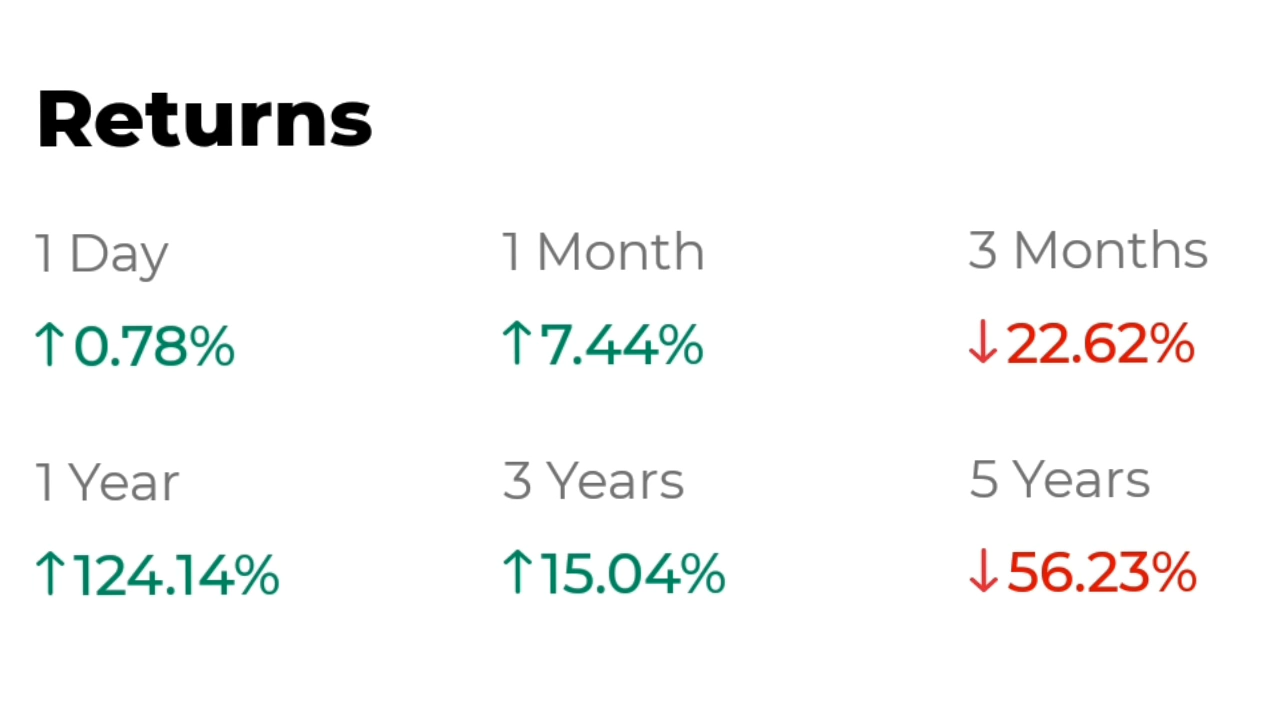 Returns
1 Day 1 Month 3 Months
↑0.78% ↑7.44% ↓22.62%
1 Year 3 Years 5 Years
↑124.14% ↑15.04% ↓56.23%